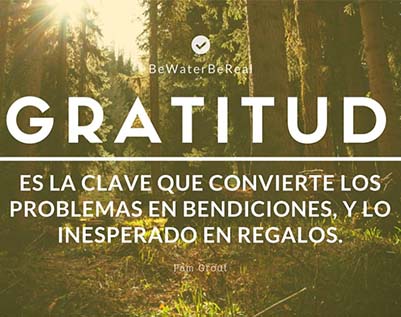 BeWaterBeReal
GRATITUD
ES LA CLAVE QUE CONVIERTE LOS
PROBLEMAS EN BENDICIONES, Y LO
INESPERADO EN REGALOS.
Pam Grout